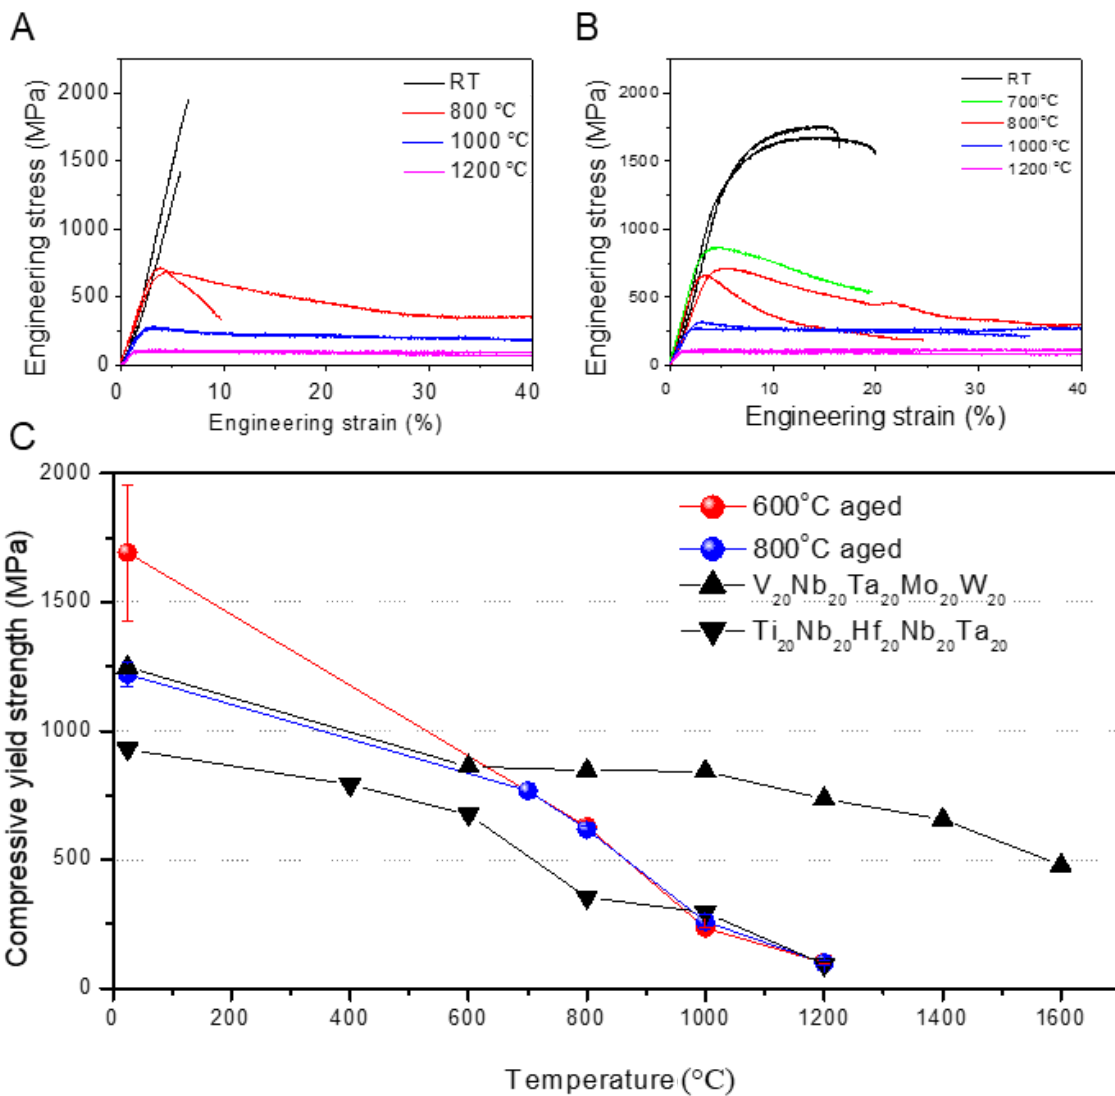 A
B
2000
1500
1000
500
0
Engineering stress (MPa)
RT
800 °C
1000 °C
1200 °C
0
10
20
30
40
Engineering strain (%)
2000
1500
1000
500
0
Engineering stress (MPa)
RT
700°C
800°C
1000 °C
1200 °C
0
10
20
30
40
Engineering strain (%)
C
2000
1500
1000
500
0
Compressive yield strength (MPa)
600°C aged
800°C aged
V₂₀Nb₂₀Ta₂₀Mo₂₀W₂₀
Ti₂₀Nb₂₀Hf₂₀Nb₂₀Ta₂₀
0
200
400
600
800
1000
1200
1400
1600
Temperature (°C)